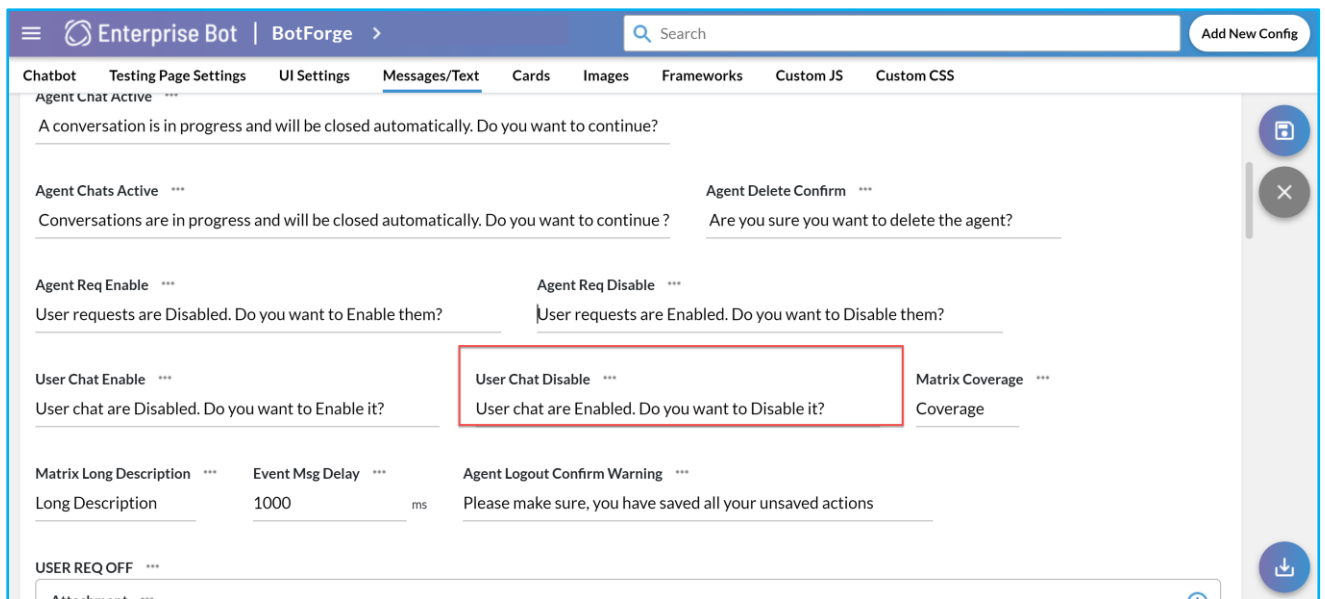 Enterprise Bot | BotForge >
Search
Add New Config
Chatbot Testing Page Settings UI Settings Messages/Text Cards Images Frameworks Custom JS Custom CSS
Agent Chat Active ···
A conversation is in progress and will be closed automatically. Do you want to continue?
Agent Chats Active ··· Agent Delete Confirm ···
Conversations are in progress and will be closed automatically. Do you want to continue ? Are you sure you want to delete the agent?
Agent Req Enable ··· Agent Req Disable ···
User requests are Disabled. Do you want to Enable them? User requests are Enabled. Do you want to Disable them?
User Chat Enable ··· User Chat Disable ··· Matrix Coverage ···
User chat are Disabled. Do you want to Enable it? User chat are Enabled. Do you want to Disable it? Coverage
Matrix Long Description ··· Event Msg Delay ··· Agent Logout Confirm Warning ···
Long Description 1000 ms Please make sure, you have saved all your unsaved actions
USER REQ OFF ···
Attachment ···